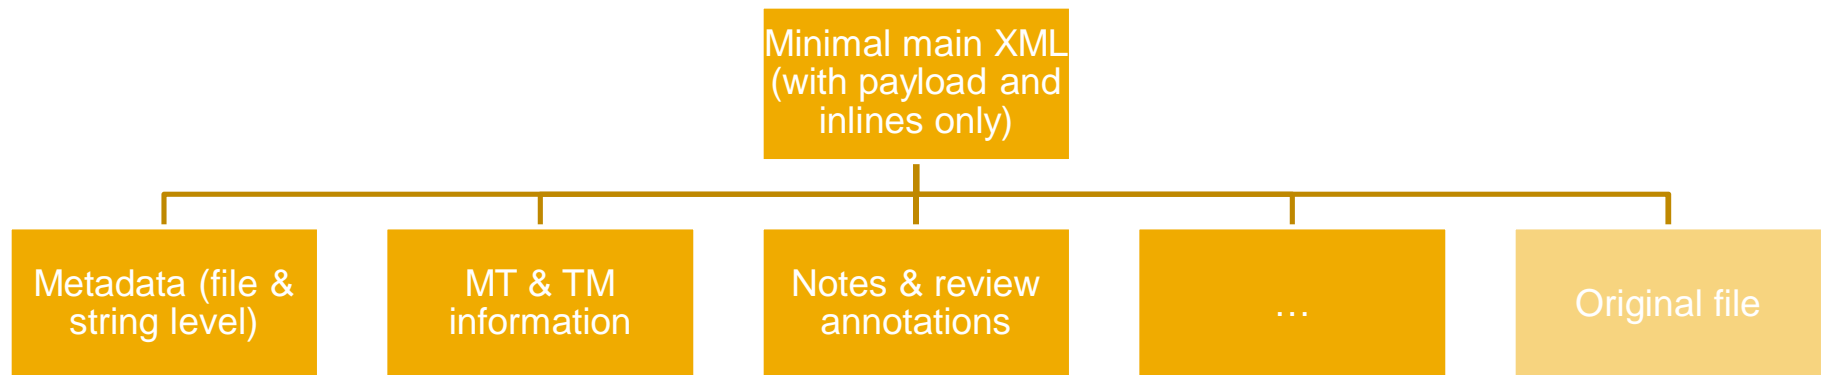 Minimal main XML
(with payload and
inlines only)
Metadata (file &
string level)
MT & TM
information
Notes & review
annotations
…
Original file